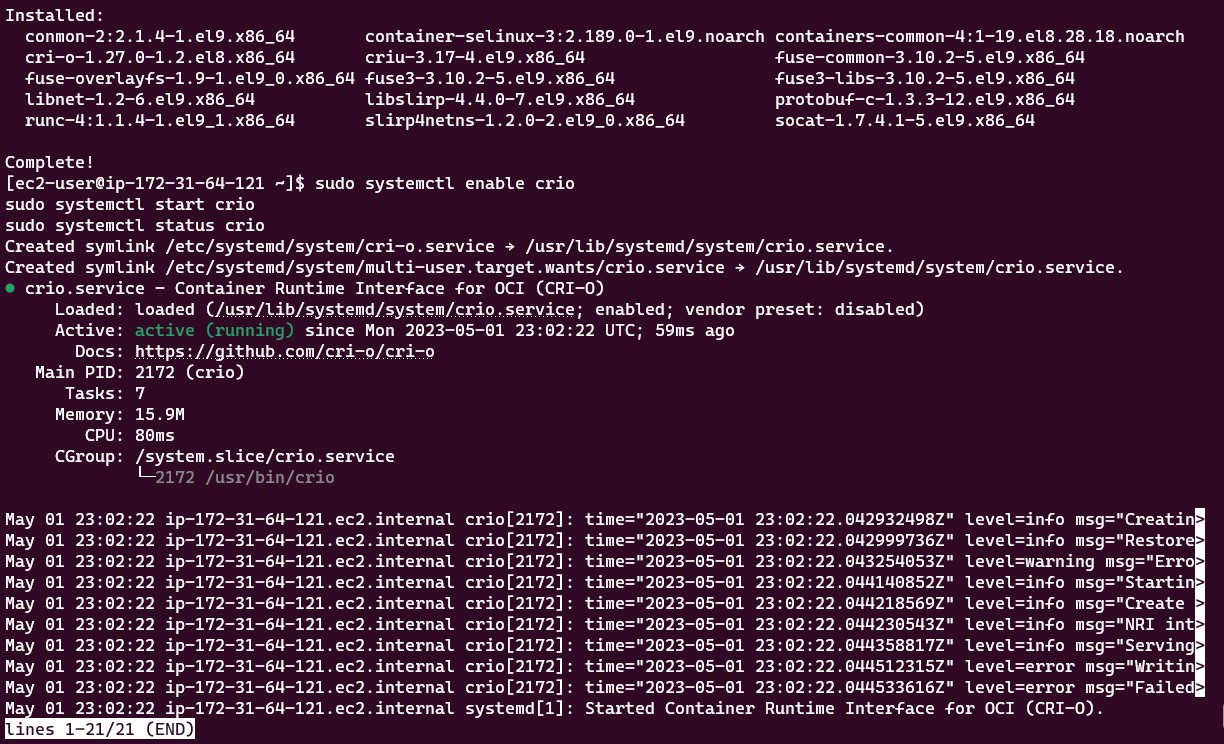 Installed:
  conmon-2:2.1.4-1.el9.x86_64       container-selinux-3:2.189.0-1.el9.noarch containers-common-4:1-19.el8.28.18.noarch
  cri-o-1.27.0-1.2.el8.x86_64       criu-3.17-4.el9.x86_64                   fuse-common-3.10.2-5.el9.x86_64
  fuse-overlayfs-1.9-1.el9_0.x86_64 fuse3-3.10.2-5.el9.x86_64                fuse3-libs-3.10.2-5.el9.x86_64
  libnet-1.2-6.el9.x86_64           libslirp-4.4.0-7.el9.x86_64              protobuf-c-1.3.3-12.el9.x86_64
  runc-4:1.1.4-1.el9_1.x86_64       slirp4netns-1.2.0-2.el9_0.x86_64         socat-1.7.4.1-5.el9.x86_64

Complete!
[ec2-user@ip-172-31-64-121 ~]$ sudo systemctl enable crio
sudo systemctl start crio
sudo systemctl status crio
Created symlink /etc/systemd/system/cri-o.service → /usr/lib/systemd/system/crio.service.
Created symlink /etc/systemd/system/multi-user.target.wants/crio.service → /usr/lib/systemd/system/crio.service.
● crio.service - Container Runtime Interface for OCI (CRI-O)
     Loaded: loaded (/usr/lib/systemd/system/crio.service; enabled; vendor preset: disabled)
     Active: active (running) since Mon 2023-05-01 23:02:22 UTC; 59ms ago
       Docs: https://github.com/cri-o/cri-o
   Main PID: 2172 (crio)
      Tasks: 7
     Memory: 15.9M
        CPU: 80ms
     CGroup: /system.slice/crio.service
             └─2172 /usr/bin/crio

May 01 23:02:22 ip-172-31-64-121.ec2.internal crio[2172]: time="2023-05-01 23:02:22.042932498Z" level=info msg="Creatin>
May 01 23:02:22 ip-172-31-64-121.ec2.internal crio[2172]: time="2023-05-01 23:02:22.042999736Z" level=info msg="Restore>
May 01 23:02:22 ip-172-31-64-121.ec2.internal crio[2172]: time="2023-05-01 23:02:22.043254053Z" level=warning msg="Erro>
May 01 23:02:22 ip-172-31-64-121.ec2.internal crio[2172]: time="2023-05-01 23:02:22.044140852Z" level=info msg="Startin>
May 01 23:02:22 ip-172-31-64-121.ec2.internal crio[2172]: time="2023-05-01 23:02:22.044218569Z" level=info msg="Create >
May 01 23:02:22 ip-172-31-64-121.ec2.internal crio[2172]: time="2023-05-01 23:02:22.044230543Z" level=info msg="NRI int>
May 01 23:02:22 ip-172-31-64-121.ec2.internal crio[2172]: time="2023-05-01 23:02:22.044358817Z" level=info msg="Serving>
May 01 23:02:22 ip-172-31-64-121.ec2.internal crio[2172]: time="2023-05-01 23:02:22.044512315Z" level=error msg="Writin>
May 01 23:02:22 ip-172-31-64-121.ec2.internal crio[2172]: time="2023-05-01 23:02:22.044533616Z" level=error msg="Failed>
May 01 23:02:22 ip-172-31-64-121.ec2.internal systemd[1]: Started Container Runtime Interface for OCI (CRI-O).
lines 1-21/21 (END)